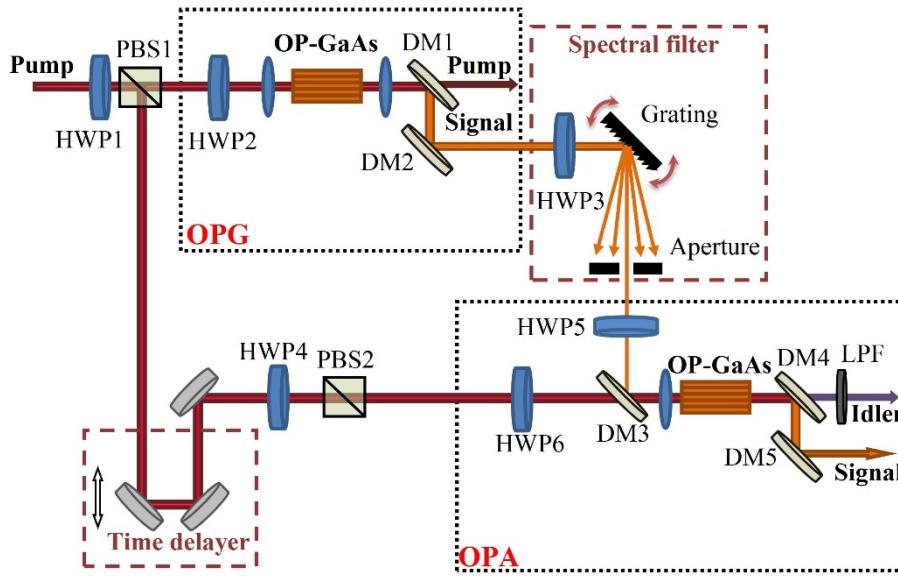 PBS1
OP-GaAs
DM1
Spectral filter
Pump
Pump
Grating
HWP1
HWP2
Signal
DM2
HWP3
OPG
Aperture
HWP5
HWP4
PBS2
OP-GaAs
DM4
LPF
Idler
HWP6
DM3
DM5
Signal
Time delayer
OPA